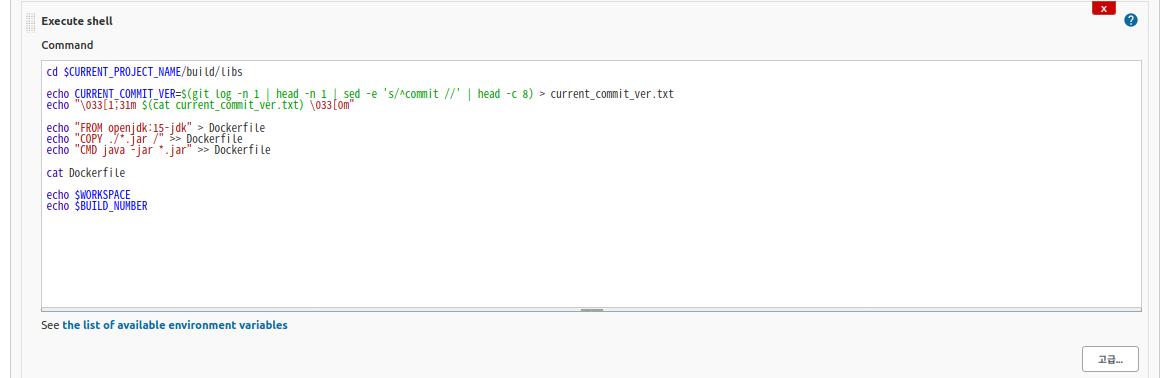 x
Execute shell
?
Command
cd $CURRENT_PROJECT_NAME/build/libs
echo CURRENT_COMMIT_VER=$(git log -n 1 | head -n 1 | sed -e 's/^commit //' | head -c 8) > current_commit_ver.txt
echo "\033[1;31m $(cat current_commit_ver.txt) \033[0m"
echo "FROM openjdk:15-jdk" > Dockerfile
echo "COPY ./*.jar /" >> Dockerfile
echo "CMD java -jar *.jar" >> Dockerfile
cat Dockerfile
echo $WORKSPACE
echo $BUILD_NUMBER
See the list of available environment variables
고급...